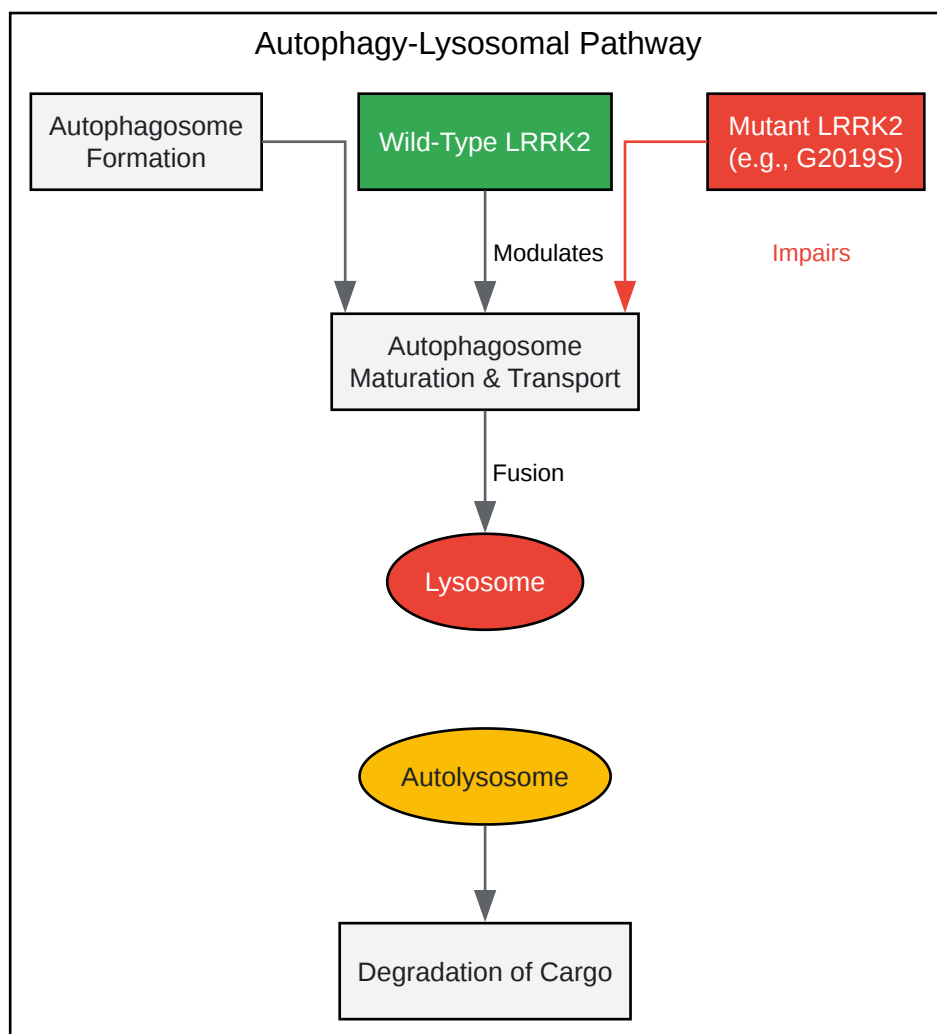 Autophagy-Lysosomal Pathway
Autophagosome
Formation
Wild-Type LRRK2
Mutant LRRK2
(e.g., G2019S)
Modulates
Impairs
Autophagosome
Maturation & Transport
Fusion
Lysosome
Autolysosome
Degradation of Cargo